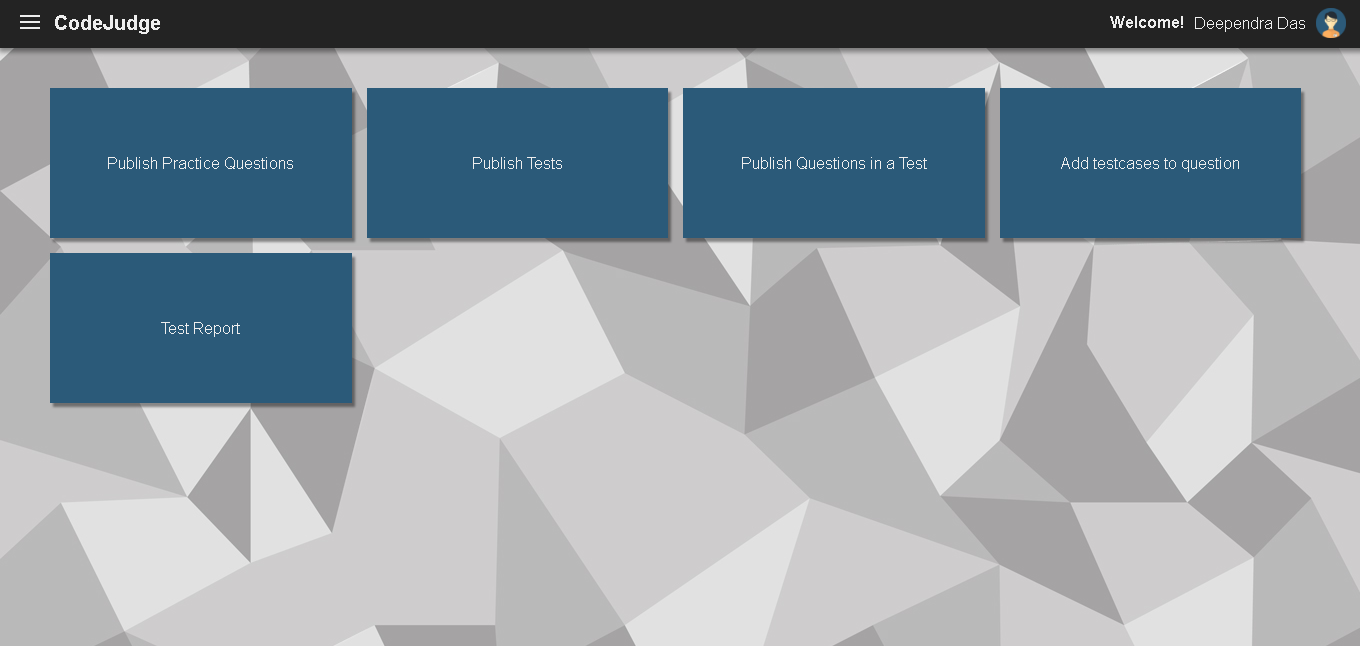 CodeJudge
Welcome! Deependra Das
Publish Practice Questions
Publish Tests
Publish Questions in a Test
Add testcases to question
Test Report